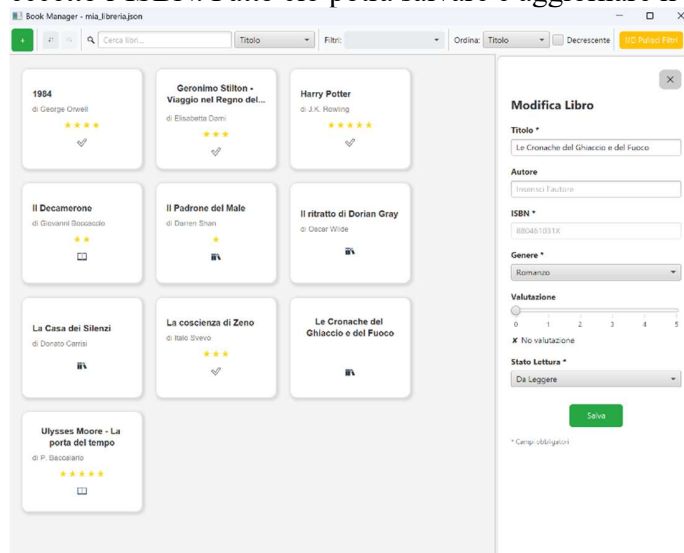 Book Manager - mia_libreria.json
+
Cerca libri...
Titolo
Filtri:
Ordina:
Titolo
Decrescente
Pulisci Filtri
1984
di George Orwell
Geronimo Stilton -
Viaggio nel Regno del...
di Elisabetta Dami
Harry Potter
di J.K. Rowling
Il Decamerone
di Giovanni Boccaccio
Il Padrone del Male
di Darren Shan
Il ritratto di Dorian Gray
di Oscar Wilde
La Casa dei Silenzi
di Donato Carrisi
La coscienza di Zeno
di Italo Svevo
Le Cronache del
Ghiaccio e del Fuoco
Ulysses Moore - La
porta del tempo
di P. Baccalario
Modifica Libro
Titolo *
Le Cronache del Ghiaccio e del Fuoco
Autore
Inserisci l'autore
ISBN *
880461031X
Genere *
Romanzo
Valutazione
0 1 2 3 4 5
✘ No valutazione
Stato Lettura *
Da Leggere
Salva
* Campi obbligatori